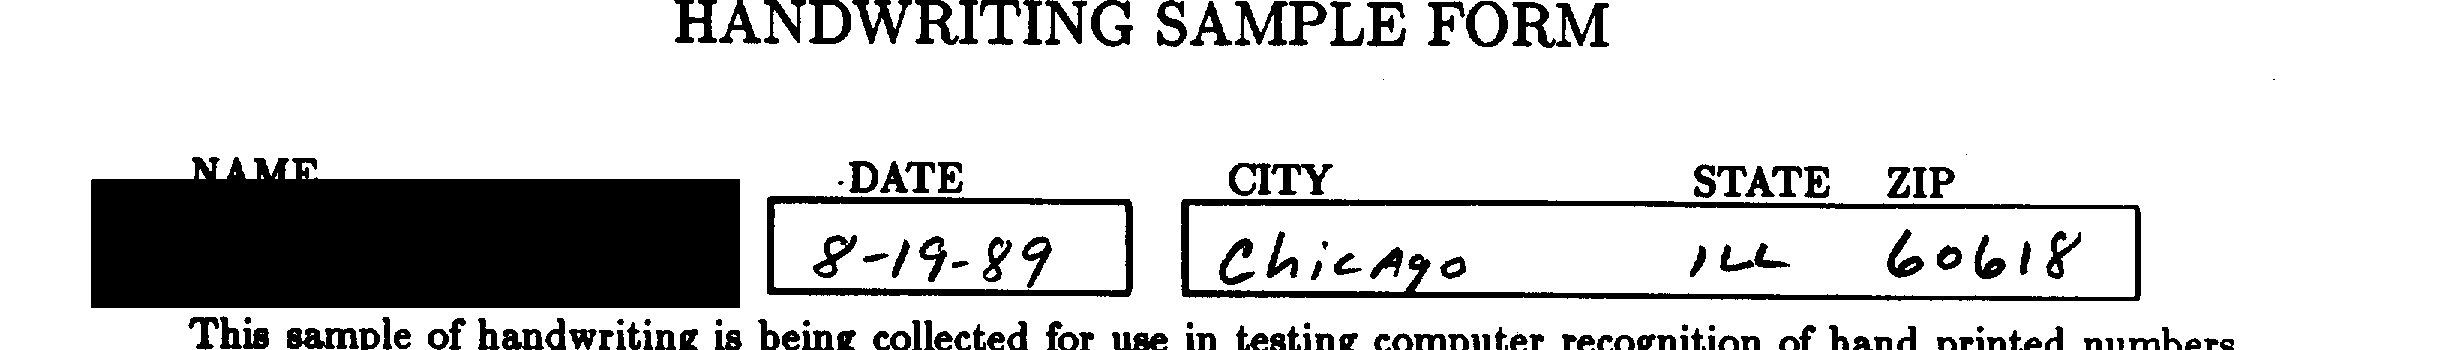 HANDWRITING SAMPLE FORM
NAME DATE CITY STATE ZIP
8-19-89 Chicago ILL 60618
This sample of handwriting is being collected for use in testing computer recognition of hand printed numbers